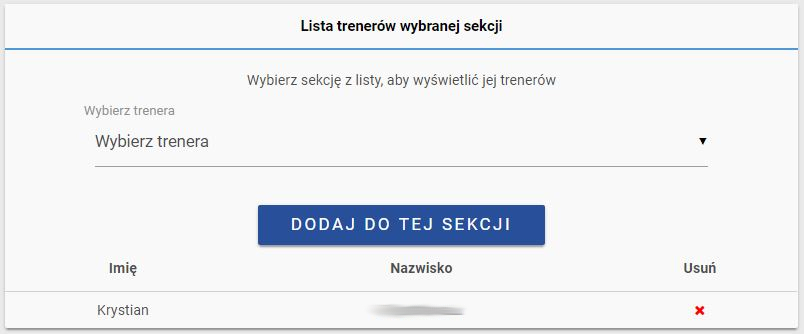 Lista trenerów wybranej sekcji
Wybierz sekcję z listy, aby wyświetlić jej trenerów
Wybierz trenera
Wybierz trenera
DODAJ DO TEJ SEKCJI
Imię Nazwisko Usuń
Krystian